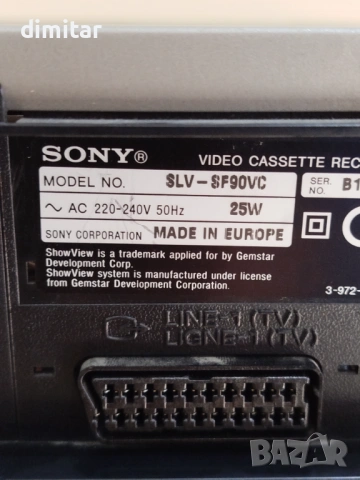 dimitar
SONY®
VIDEO CASSETTE REC
MODEL NO. SLV-SF90VC
SER. NO. B1
~ AC 220-240V 50Hz 25W
SONY CORPORATION MADE IN EUROPE
ShowView is a trademark applied for by Gemstar
Development Corp.
ShowView system is manufactured under license
from Gemstar Development Corporation.
3-972-
LINE-1 (TV)
LIGNE-1 (TV)
BAZAR